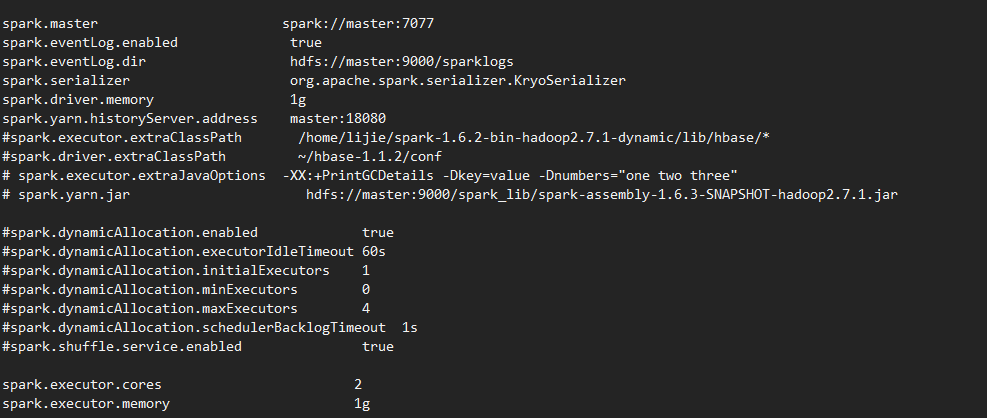 spark.master                       spark://master:7077
spark.eventLog.enabled              true
spark.eventLog.dir                  hdfs://master:9000/sparklogs
spark.serializer                    org.apache.spark.serializer.KryoSerializer
spark.driver.memory                 1g
spark.yarn.historyServer.address    master:18080
#spark.executor.extraClassPath       /home/lijie/spark-1.6.2-bin-hadoop2.7.1-dynamic/lib/hbase/*
#spark.driver.extraClassPath         ~/hbase-1.1.2/conf
# spark.executor.extraJavaOptions  -XX:+PrintGCDetails -Dkey=value -Dnumbers="one two three"
# spark.yarn.jar                      hdfs://master:9000/spark_lib/spark-assembly-1.6.3-SNAPSHOT-hadoop2.7.1.jar
#spark.dynamicAllocation.enabled             true
#spark.dynamicAllocation.executorIdleTimeout 60s
#spark.dynamicAllocation.initialExecutors    1
#spark.dynamicAllocation.minExecutors        0
#spark.dynamicAllocation.maxExecutors        4
#spark.dynamicAllocation.schedulerBacklogTimeout  1s
#spark.shuffle.service.enabled               true
spark.executor.cores                        2
spark.executor.memory                       1g